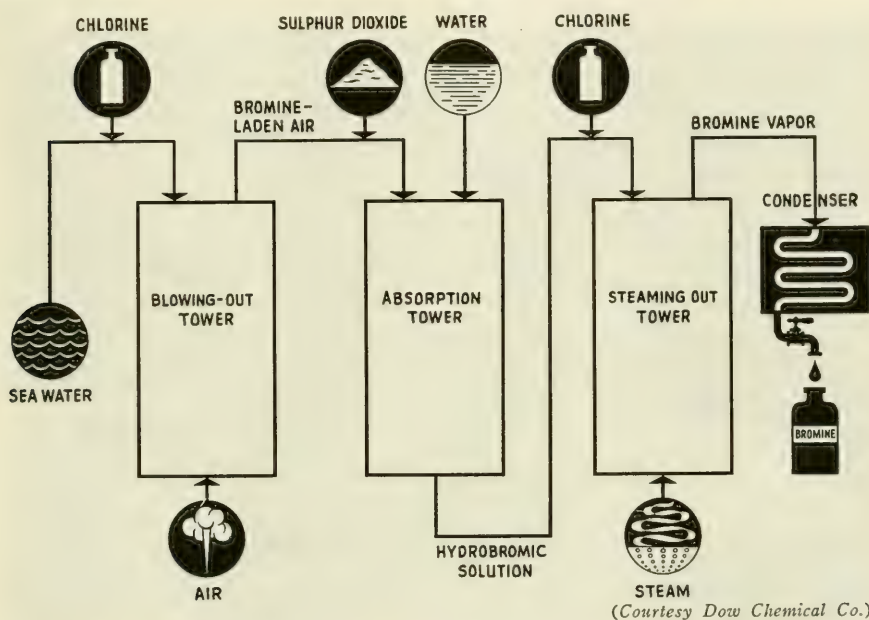 CHLORINE
SULPHUR DIOXIDE
WATER
CHLORINE
BROMINE-
LADEN AIR
BROMINE VAPOR
CONDENSER
BLOWING-OUT
TOWER
ABSORPTION
TOWER
STEAMING OUT
TOWER
SEA WATER
BROMINE
AIR
HYDROBROMIC
SOLUTION
STEAM
(Courtesy Dow Chemical Co.)